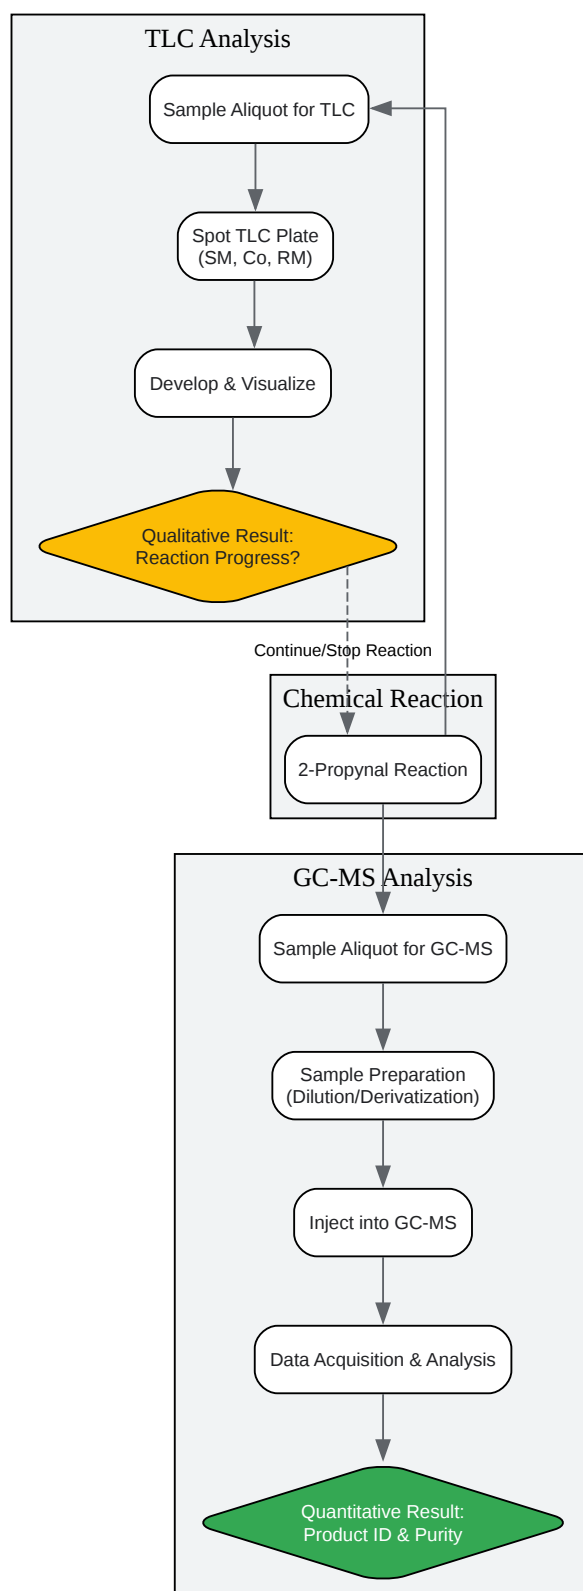 TLC Analysis
Sample Aliquot for TLC
Spot TLC Plate
(SM, Co, RM)
Develop & Visualize
Qualitative Result:
Reaction Progress?
Continue/Stop Reaction
Chemical Reaction
2-Propynal Reaction
GC-MS Analysis
Sample Aliquot for GC-MS
Sample Preparation
(Dilution/Derivatization)
Inject into GC-MS
Data Acquisition & Analysis
Quantitative Result:
Product ID & Purity